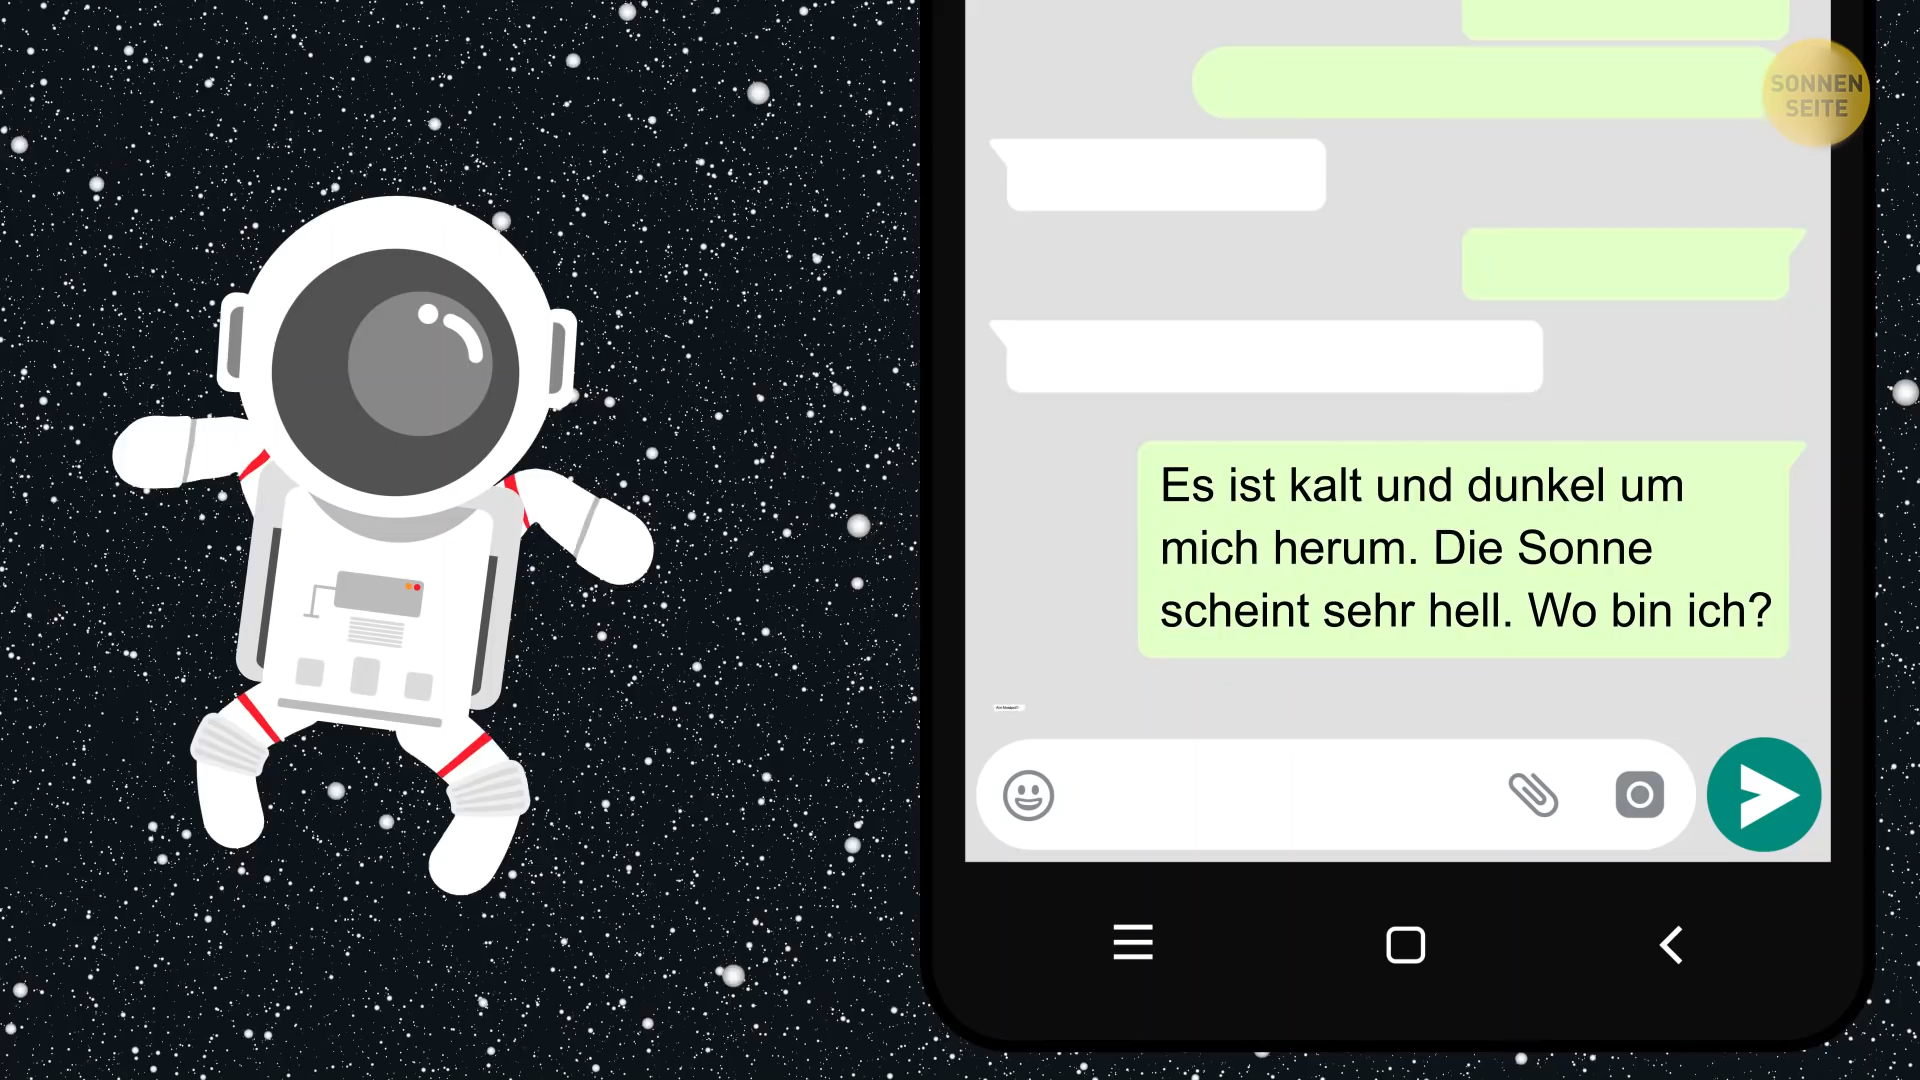 SONNEN
SEITE
Es ist kalt und dunkel um
mich herum. Die Sonne
scheint sehr hell. Wo bin ich?